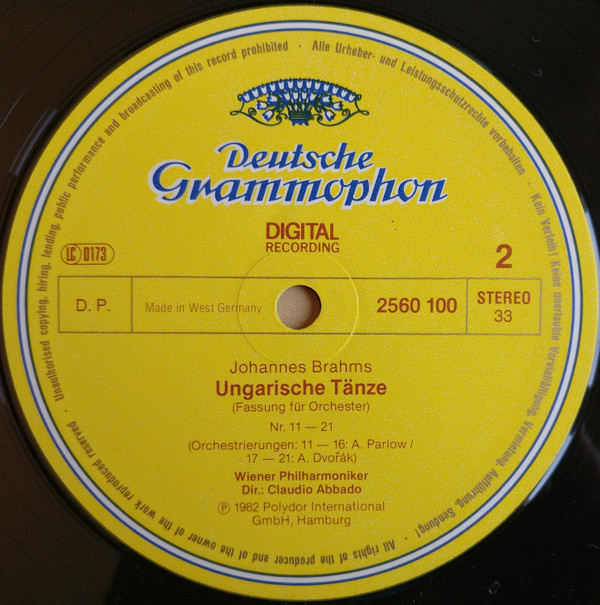 Deutsche
Grammophon
DIGITAL
RECORDING
LC 0173
2
D. P.
Made in West Germany
2560 100
STEREO
33
Johannes Brahms
Ungarische Tänze
(Fassung für Orchester)
Nr. 11 — 21
(Orchestrierungen: 11 — 16: A. Parlow /
17 — 21: A. Dvořák)
Wiener Philharmoniker
Dir.: Claudio Abbado
Ⓟ 1982 Polydor International
GmbH, Hamburg
Alle Urheber- und Leistungsschutzrechte vorbehalten · Kein Verleih! Keine unerlaubte Vervielfältigung, Vermietung, Aufführung, Sendung! · All rights of the producer and of the owner of the work reproduced reserved · Unauthorised copying, hiring, lending, public performance and broadcasting of this record prohibited ·